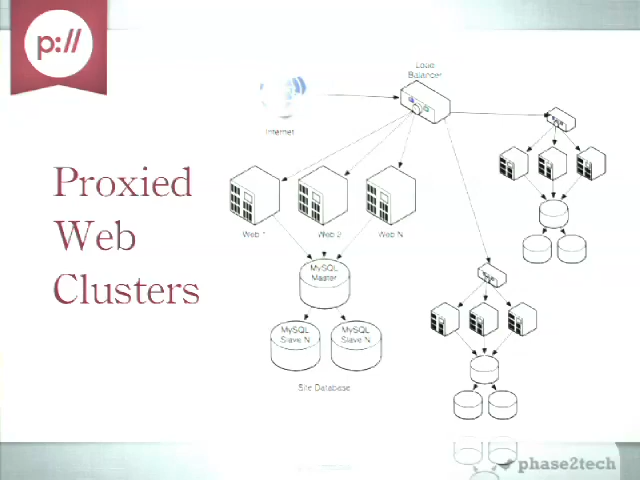 p://
Load
Balancer
Internet
Proxied
Web
Clusters
Web 1
Web 2
Web N
MySQL
Master
MySQL
Slave N
MySQL
Slave N
Site Database
phase2tech